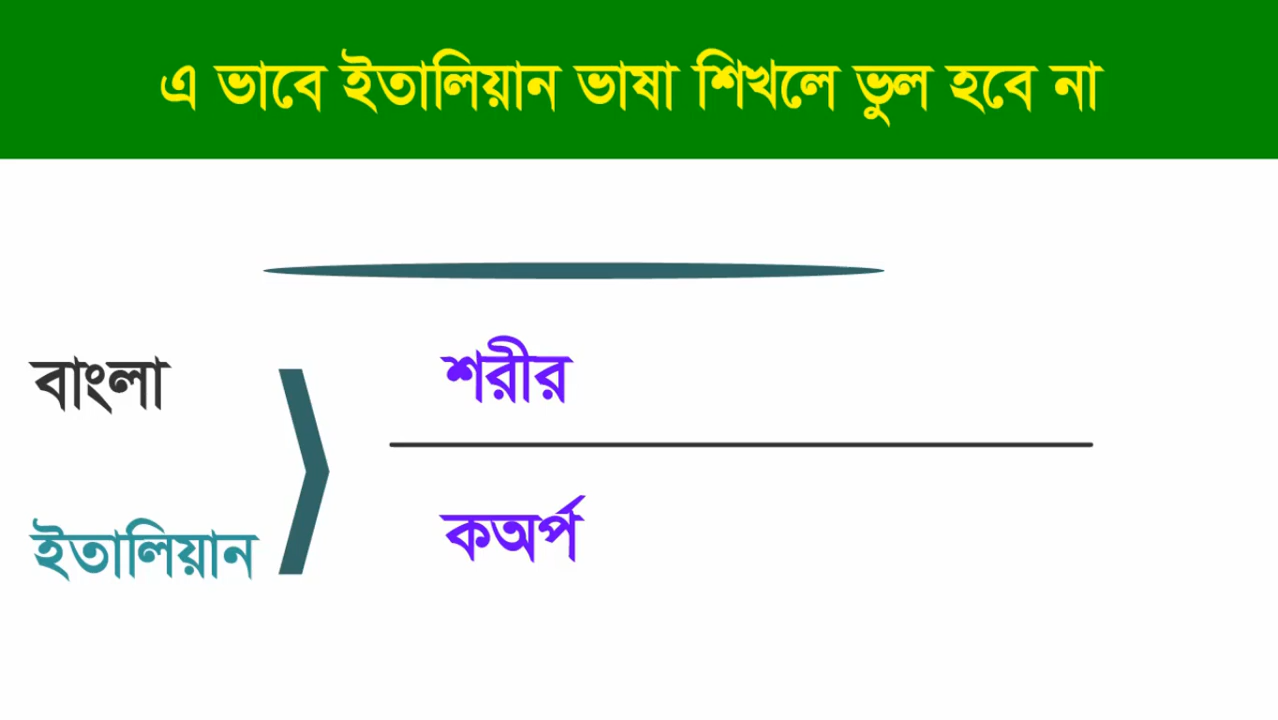 এ ভাবে ইতালিয়ান ভাষা শিখলে ভুল হবে না
বাংলা
শরীর
ইতালিয়ান
কঅর্প